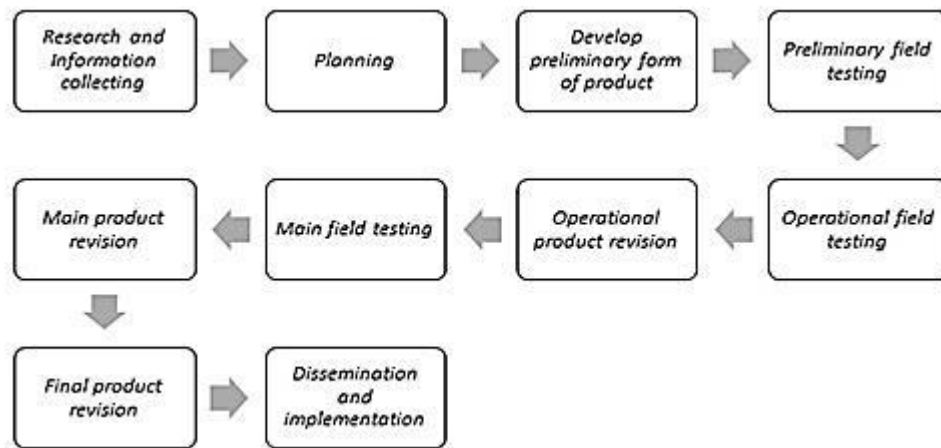 Research and
Information
collecting
Planning
Develop
preliminary form
of product
Preliminary field
testing
Operational field
testing
Operational
product revision
Main field testing
Main product
revision
Final product
revision
Dissemination
and
implementation